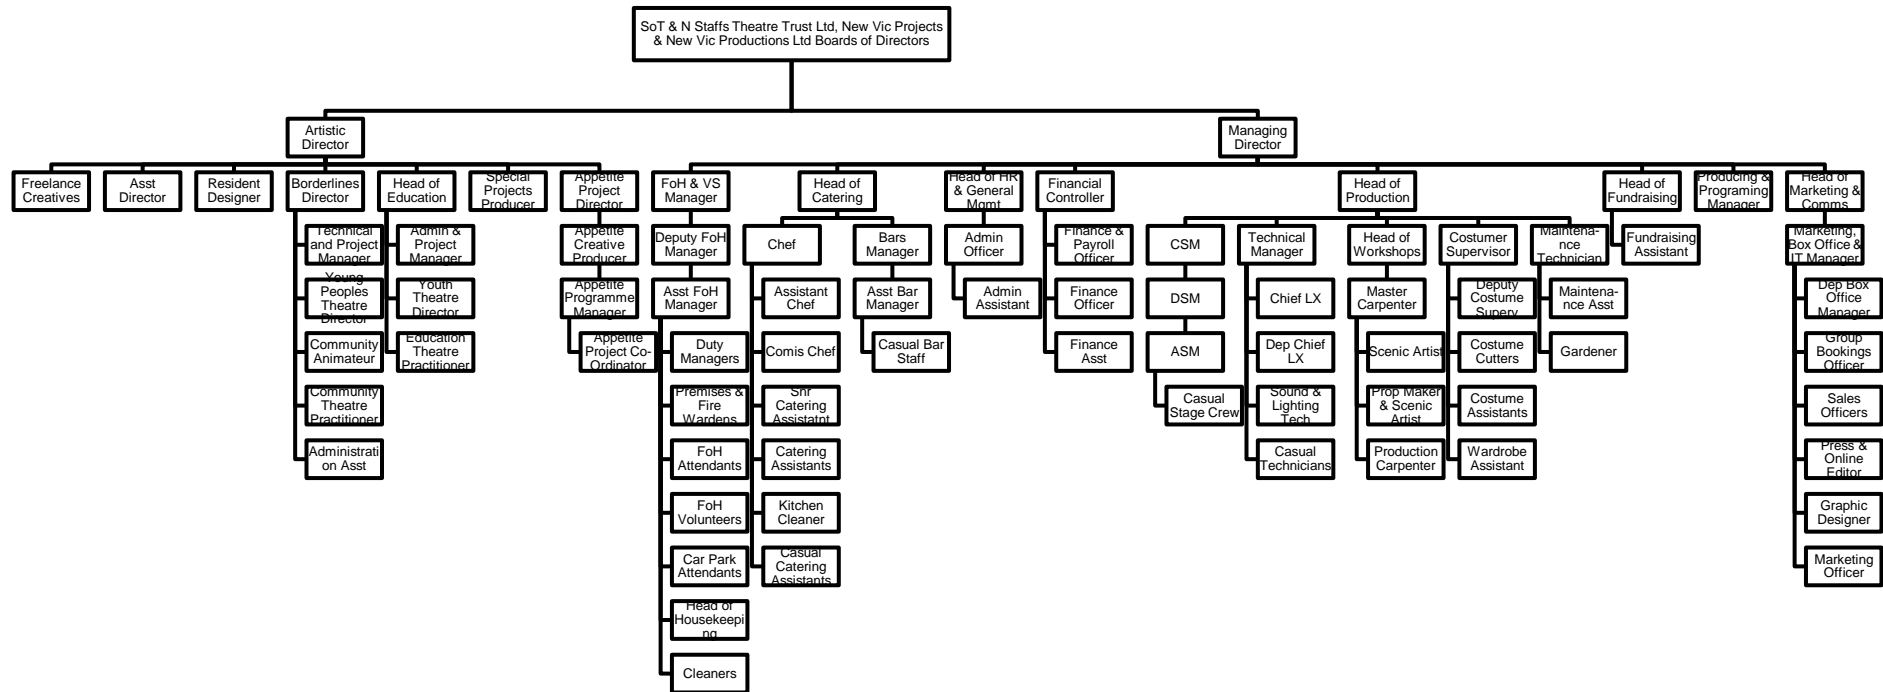 SoT & N Staffs Theatre Trust Ltd, New Vic Projects
& New Vic Productions Ltd Boards of Directors
Artistic
Director
Managing
Director
Freelance
Creatives
Asst
Director
Resident
Designer
Borderlines
Director
Head of
Education
Special
Projects
Producer
Appetite
Project
Director
FoH & VS
Manager
Head of
Catering
Head of HR
& General
Mgmt
Financial
Controller
Head of
Production
Head of
Fundraising
Producing &
Programing
Manager
Head of
Marketing &
Comms
Technical
and Project
Manager
Admin &
Project
Manager
Appetite
Creative
Producer
Deputy FoH
Manager
Chef
Bars
Manager
Admin
Officer
Finance &
Payroll
Officer
CSM
Technical
Manager
Head of
Workshops
Costumer
Supervisor
Maintena-
nce
Technician
Fundraising
Assistant
Marketing,
Box Office &
IT Manager
Young
Peoples
Theatre
Director
Youth
Theatre
Director
Appetite
Programme
Manager
Asst FoH
Manager
Assistant
Chef
Asst Bar
Manager
Admin
Assistant
Finance
Officer
DSM
Chief LX
Master
Carpenter
Deputy
Costume
Superv
Maintena-
nce Asst
Dep Box
Office
Manager
Community
Animateur
Education
Theatre
Practitioner
Appetite
Project Co-
Ordinator
Duty
Managers
Comis Chef
Casual Bar
Staff
Finance
Asst
ASM
Dep Chief
LX
Scenic Artist
Costume
Cutters
Gardener
Group
Bookings
Officer
Community
Theatre
Practitioner
Premises &
Fire
Wardens
Snr
Catering
Assistatnt
Casual
Stage Crew
Sound &
Lighting
Tech
Prop Maker
& Scenic
Artist
Costume
Assistants
Sales
Officers
Administrati
on Asst
FoH
Attendants
Catering
Assistants
Casual
Technicians
Production
Carpenter
Wardrobe
Assistant
Press &
Online
Editor
FoH
Volunteers
Kitchen
Cleaner
Graphic
Designer
Car Park
Attendants
Casual
Catering
Assistants
Marketing
Officer
Head of
Housekeepi
ng
Cleaners